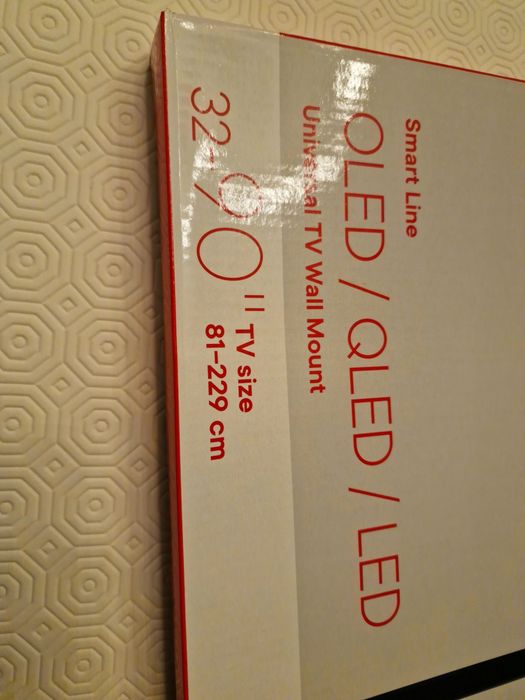 Smart Line
OLED / QLED / LED
Universal TV Wall Mount
32-90"
TV size
81-229 cm